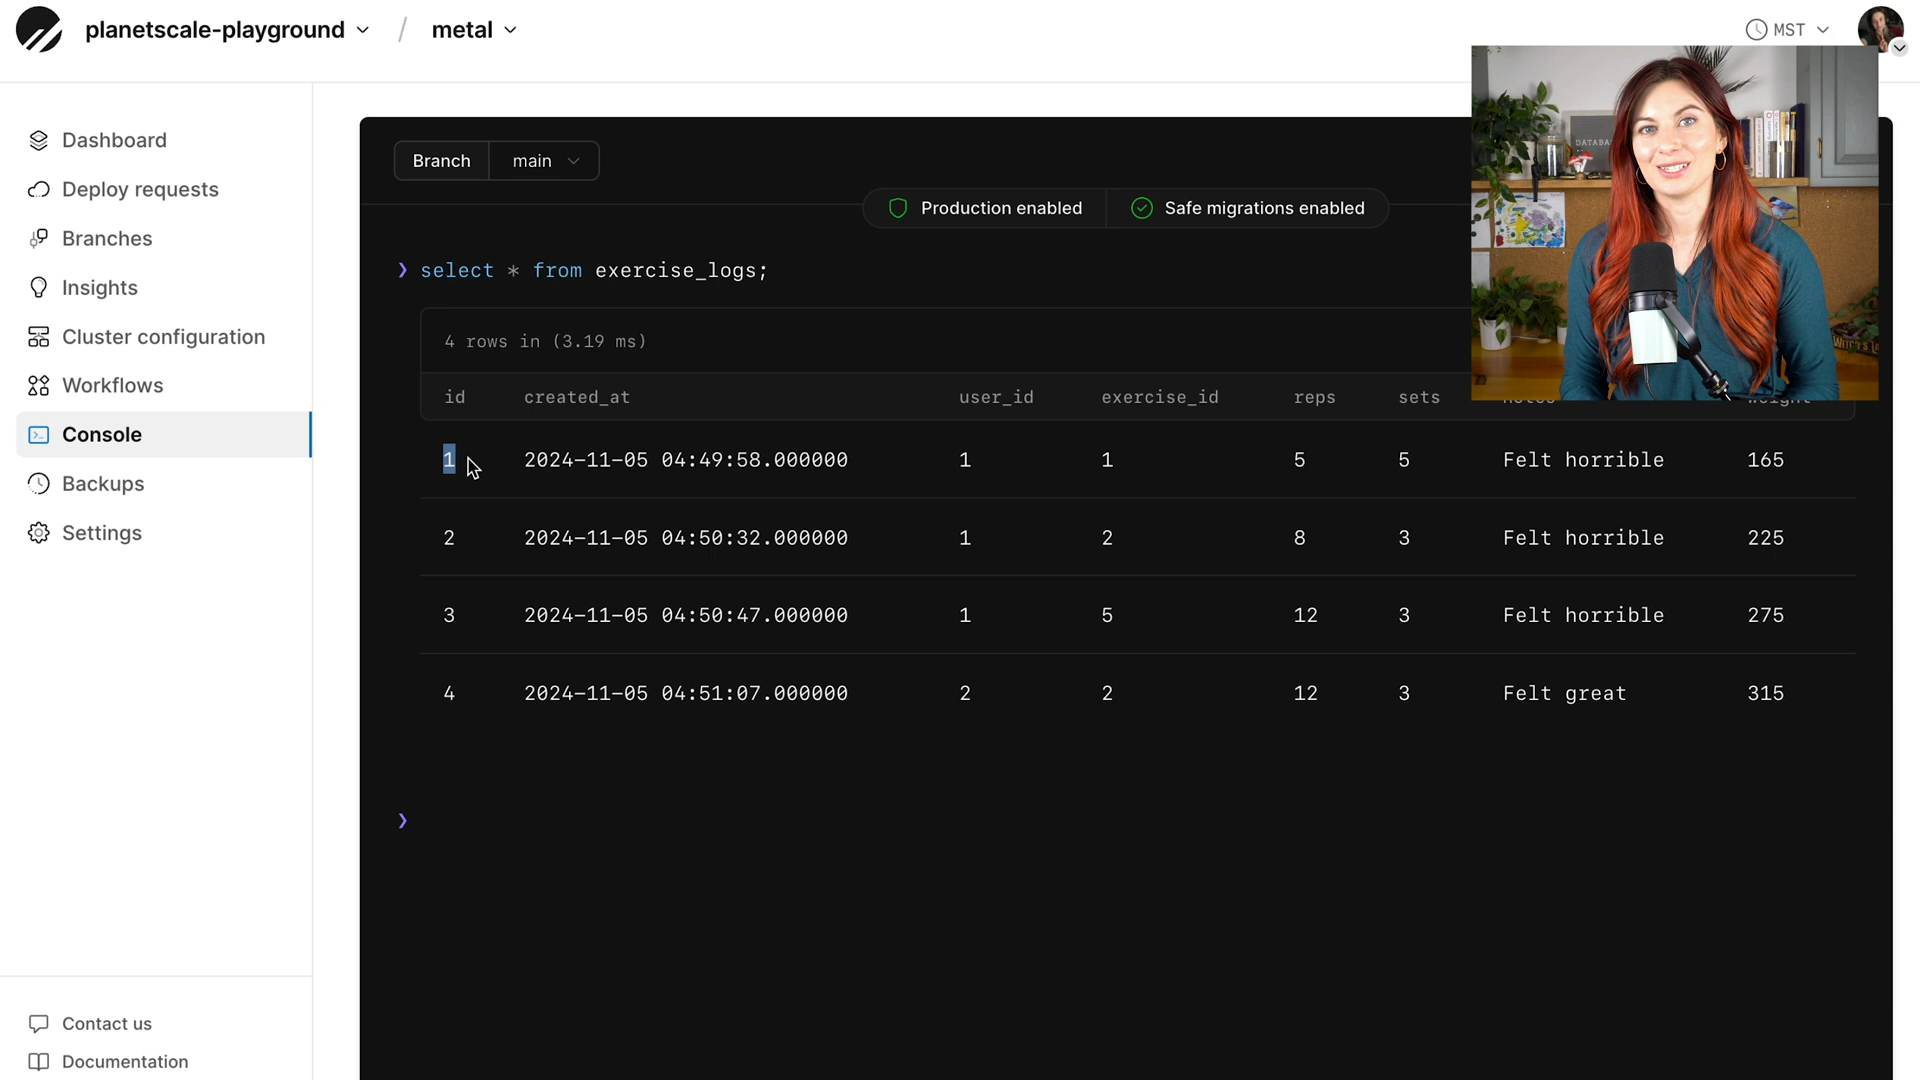 planetscale-playground / metal
MST
Dashboard
Deploy requests
Branches
Insights
Cluster configuration
Workflows
Console
Backups
Settings
Contact us
Documentation
Branch main
Production enabled Safe migrations enabled
❯ select * from exercise_logs;
4 rows in (3.19 ms)
id created_at user_id exercise_id reps sets notes weight
1 2024-11-05 04:49:58.000000 1 1 5 5 Felt horrible 165
2 2024-11-05 04:50:32.000000 1 2 8 3 Felt horrible 225
3 2024-11-05 04:50:47.000000 1 5 12 3 Felt horrible 275
4 2024-11-05 04:51:07.000000 2 2 12 3 Felt great 315
❯